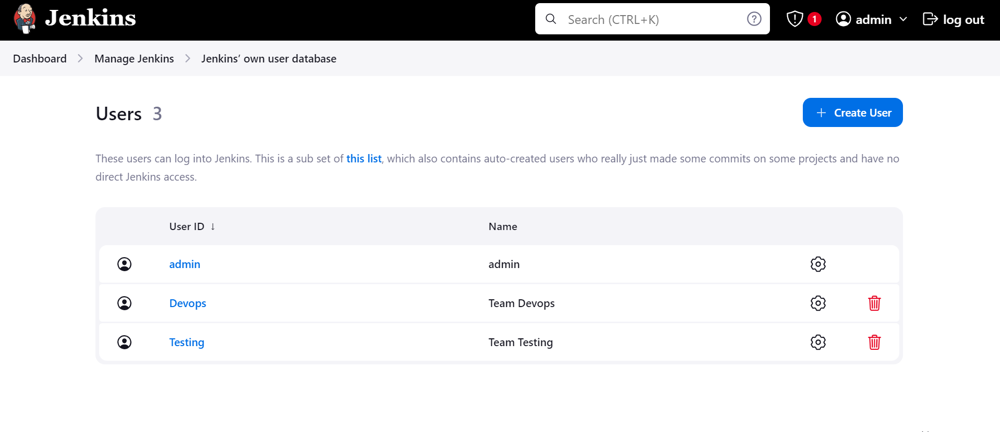 Jenkins
Search (CTRL+K)
?
1
admin
log out
Dashboard > Manage Jenkins > Jenkins’ own user database
Users 3
+ Create User
These users can log into Jenkins. This is a sub set of this list, which also contains auto-created users who really just made some commits on some projects and have no
direct Jenkins access.
User ID ↓ Name
admin admin
Devops Team Devops
Testing Team Testing